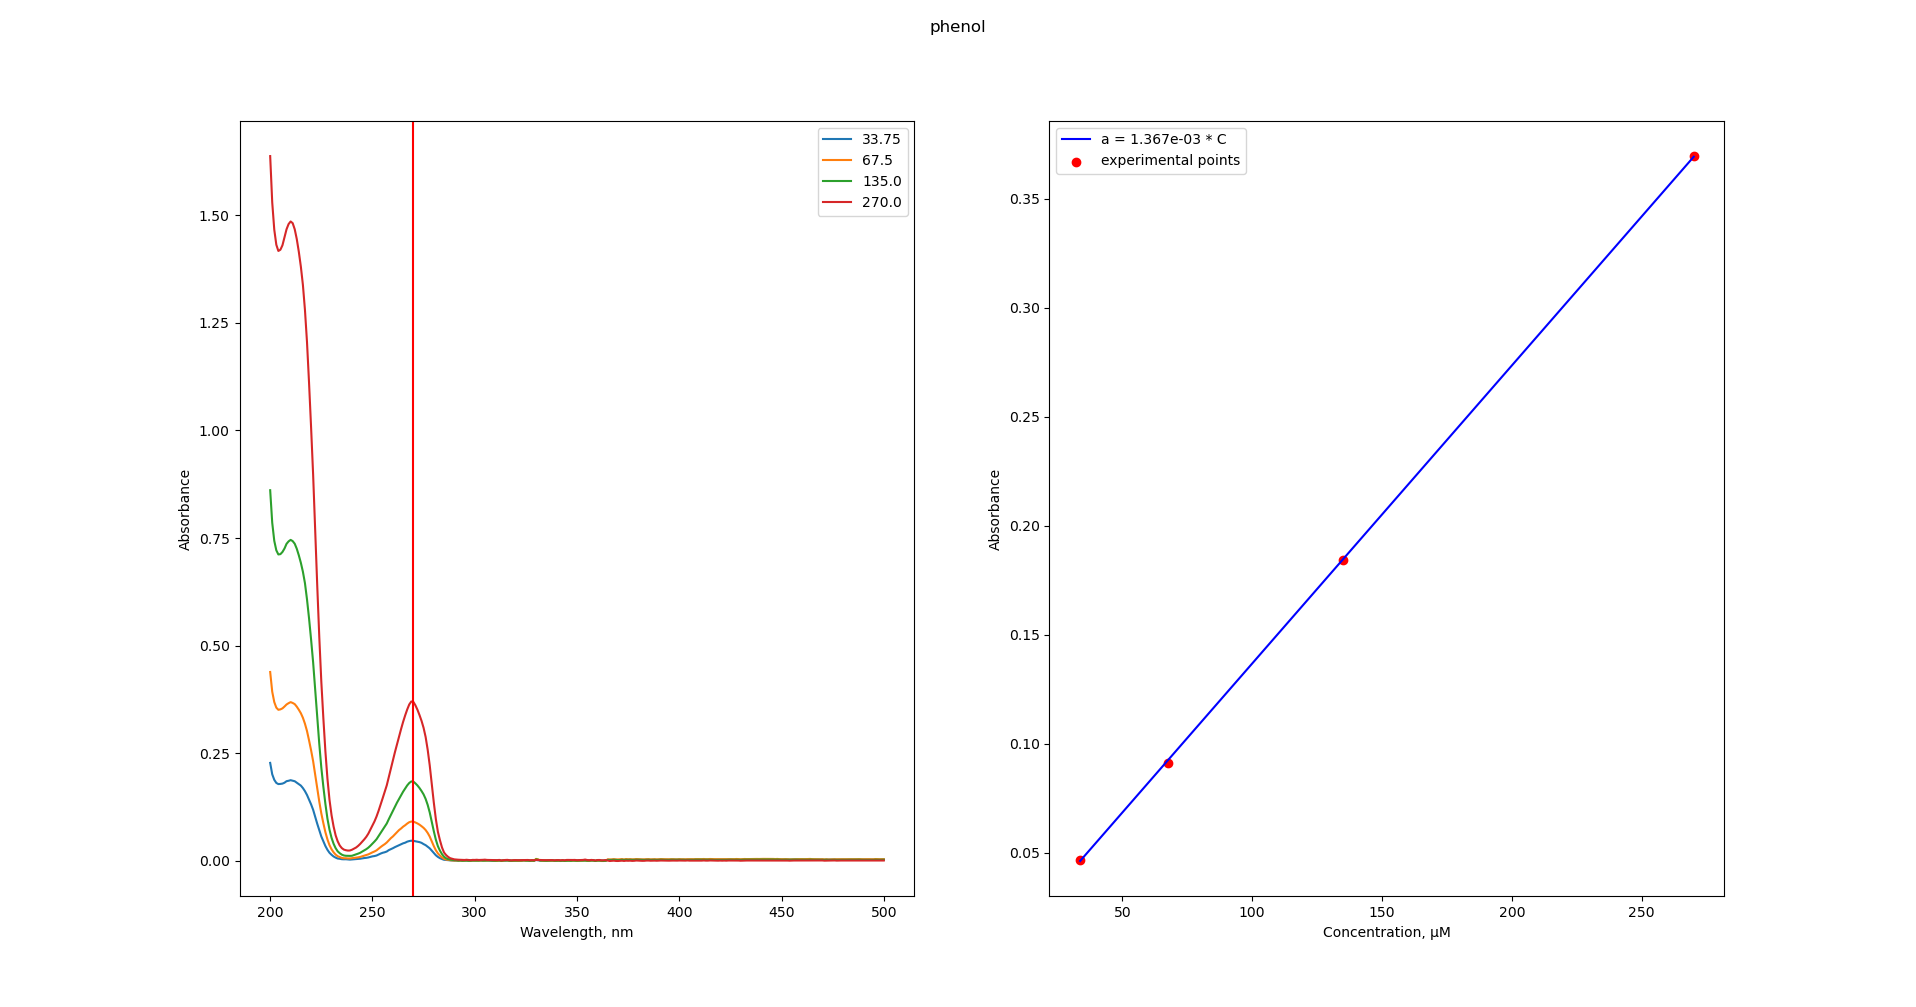 phenol
Absorbance
1.50
1.25
1.00
0.75
0.50
0.25
0.00
33.75
67.5
135.0
270.0
200 250 300 350 400 450 500
Wavelength, nm
Absorbance
0.35
0.30
0.25
0.20
0.15
0.10
0.05
a = 1.367e-03 * C
experimental points
50 100 150 200 250
Concentration, μM